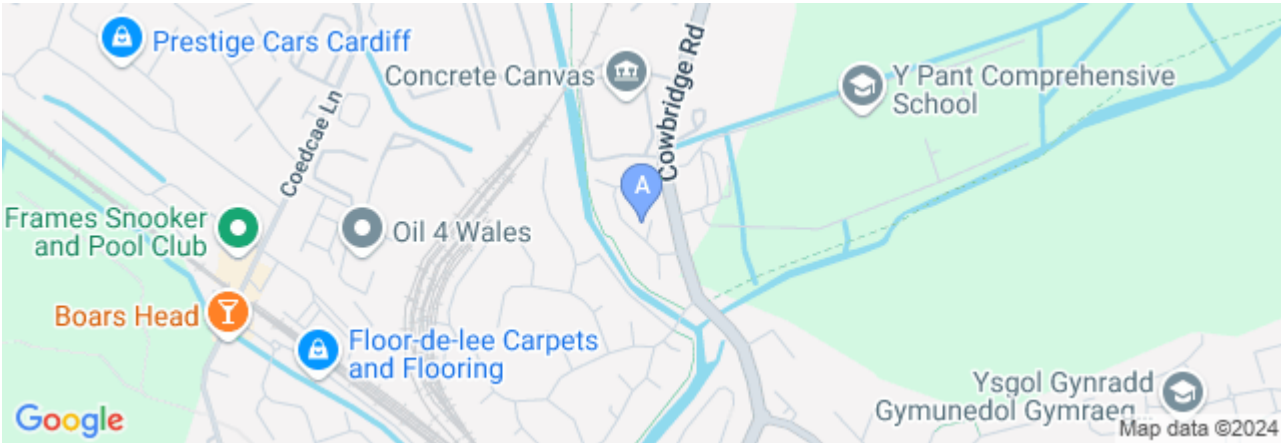 Prestige Cars Cardiff
Concrete Canvas
Cowbridge Rd
Y Pant Comprehensive
School
Coedcae Ln
A
Frames Snooker
and Pool Club
Oil 4 Wales
Boars Head
Floor-de-lee Carpets
and Flooring
Ysgol Gynradd
Gymunedol Gymraeg...
Google
Map data ©2024